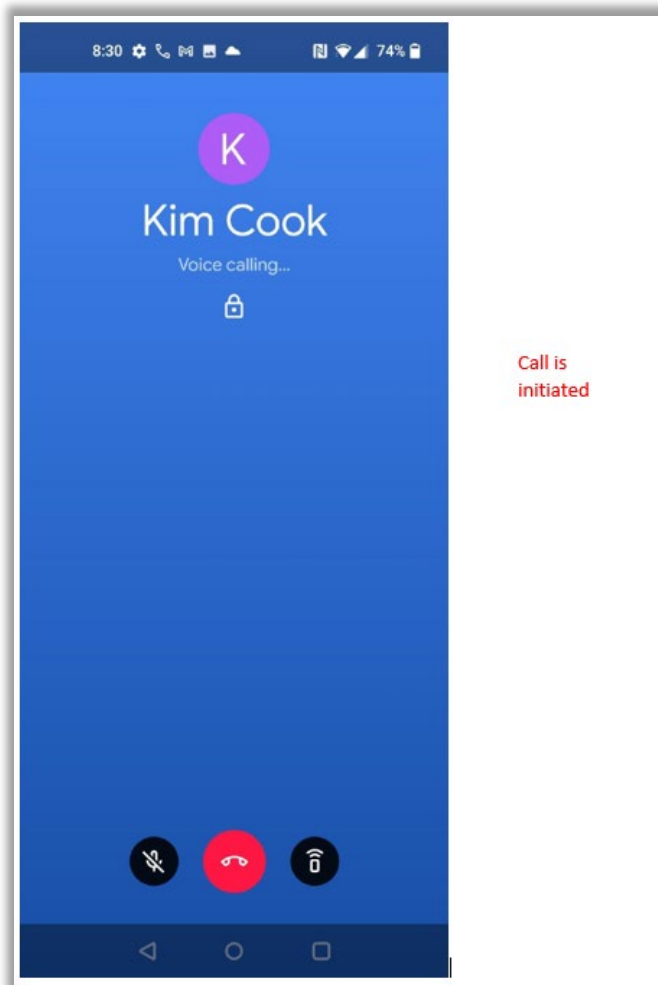 8:30 74%
K
Kim Cook
Voice calling...
Call is
initiated